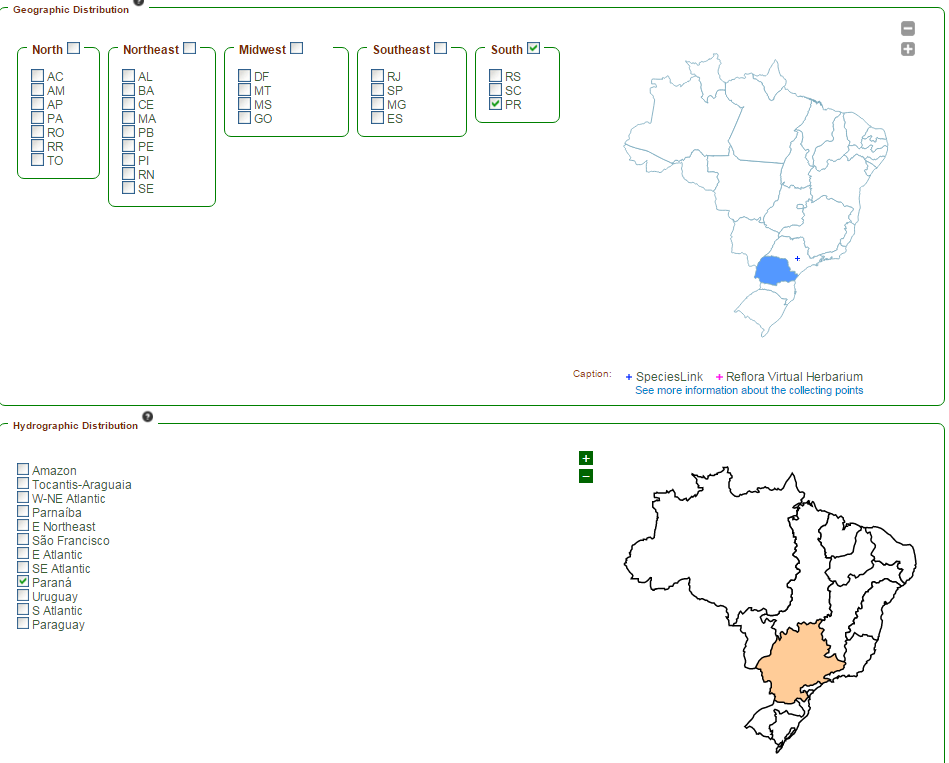 Geographic Distribution ?
North Northeast Midwest Southeast South
AC AL DF RJ RS
AM BA MT SP SC
AP CE MS MG PR
PA MA GO ES
RO PB
RR PE
TO PI
RN
SE
Caption: + SpeciesLink + Reflora Virtual Herbarium
See more information about the collecting points
Hydrographic Distribution ?
Amazon
Tocantis-Araguaia
W-NE Atlantic
Parnaíba
E Northeast
São Francisco
E Atlantic
SE Atlantic
Paraná
Uruguay
S Atlantic
Paraguay